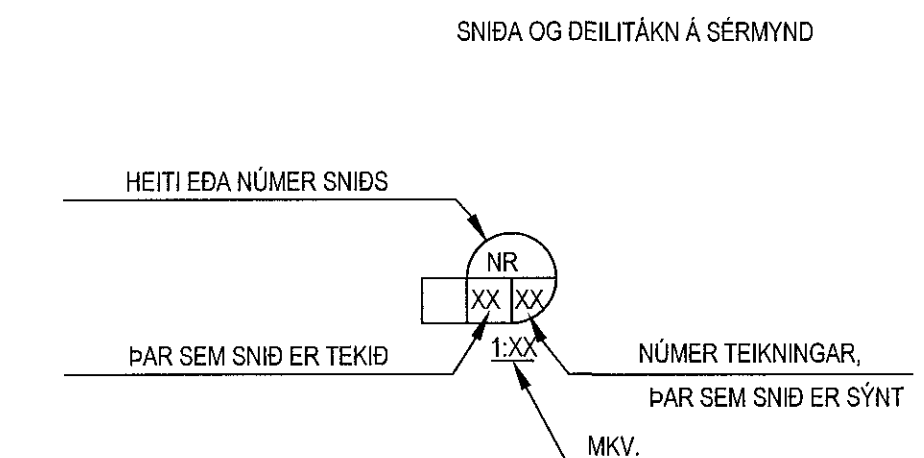 SNIÐA OG DEILITÁKN Á SÉRMYND
HEITI EÐA NÚMER SNIÐS
NR
XX XX
ÞAR SEM SNIÐ ER TEKIÐ
1:XX
NÚMER TEIKNINGAR,
ÞAR SEM SNIÐ ER SÝNT
MKV.